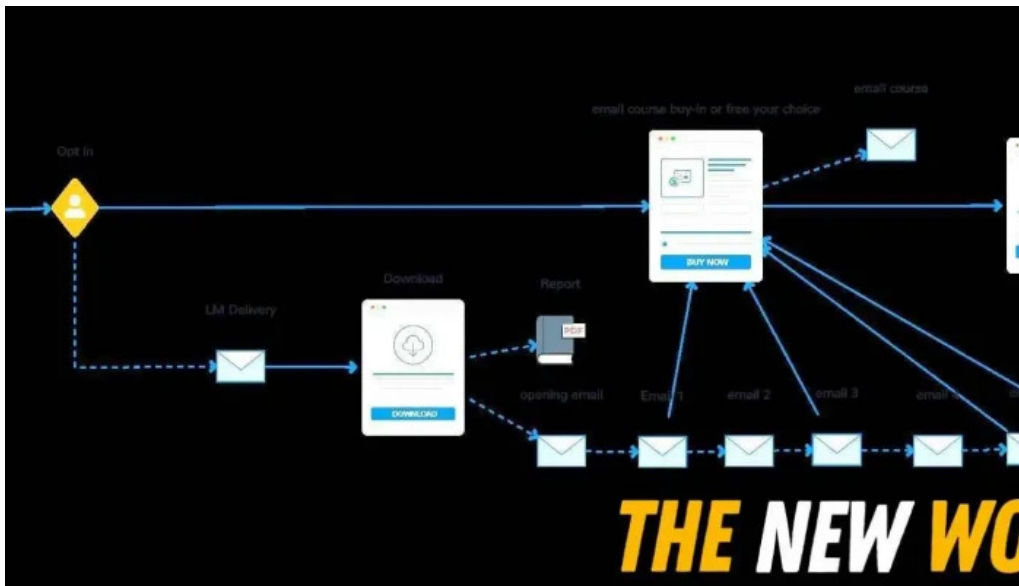 email course
email course buy-in or free your choice
Opt In
BUY NOW
Download
Report
LM Delivery
PDF
opening email
Email 1
email 2
email 3
email
DOWNLOAD
THE NEW WO